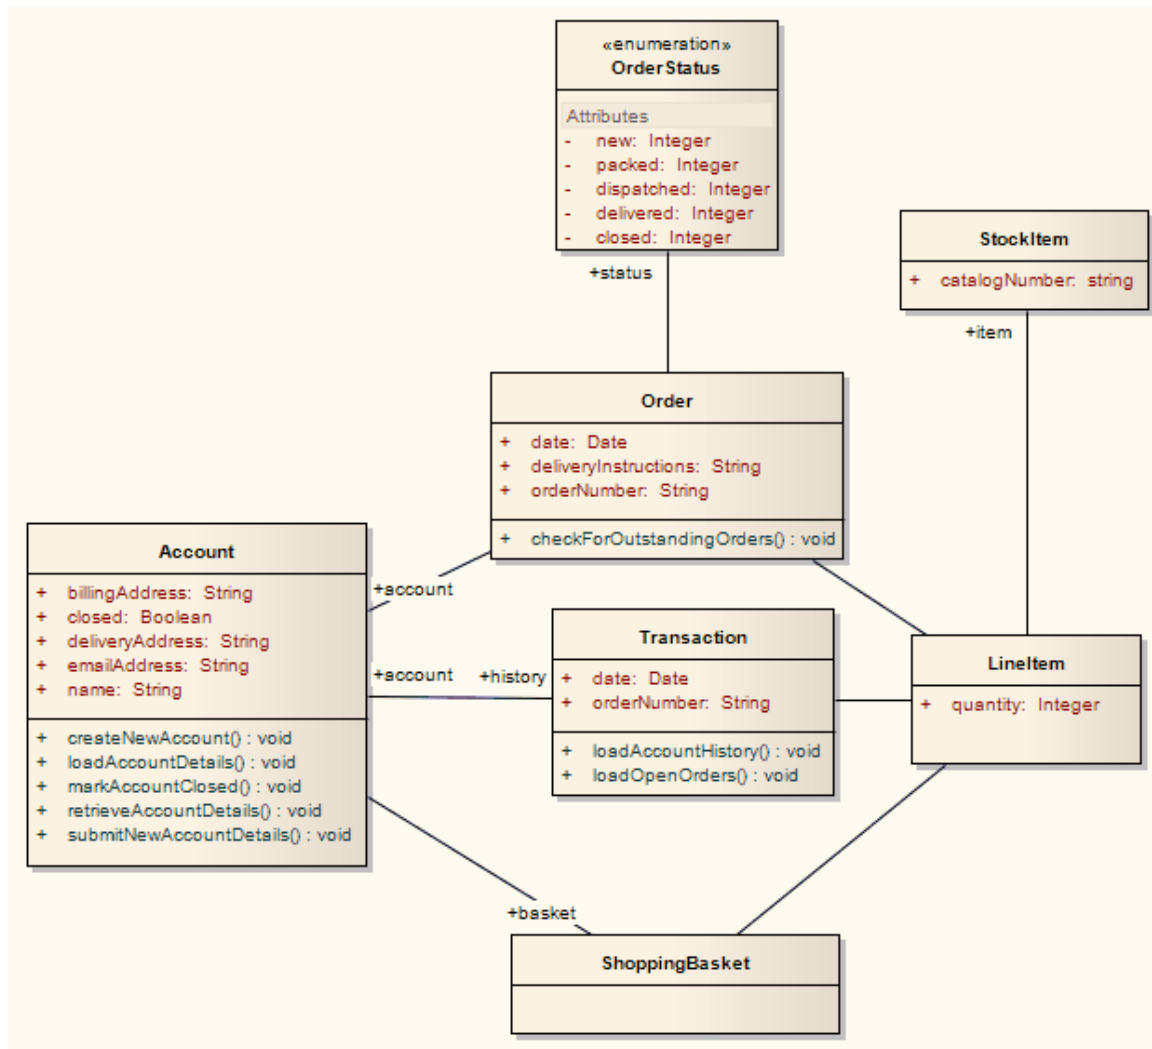 «enumeration»
OrderStatus
Attributes
- new: Integer
- packed: Integer
- dispatched: Integer
- delivered: Integer
- closed: Integer
+status
StockItem
+ catalogNumber: string
+item
Order
+ date: Date
+ deliveryInstructions: String
+ orderNumber: String
+ checkForOutstandingOrders() : void
Account
+ billingAddress: String
+ closed: Boolean
+ deliveryAddress: String
+ emailAddress: String
+ name: String
+ createNewAccount() : void
+ loadAccountDetails() : void
+ markAccountClosed() : void
+ retrieveAccountDetails() : void
+ submitNewAccountDetails() : void
+account
+account
+history
Transaction
+ date: Date
+ orderNumber: String
+ loadAccountHistory() : void
+ loadOpenOrders() : void
LineItem
+ quantity: Integer
+basket
ShoppingBasket